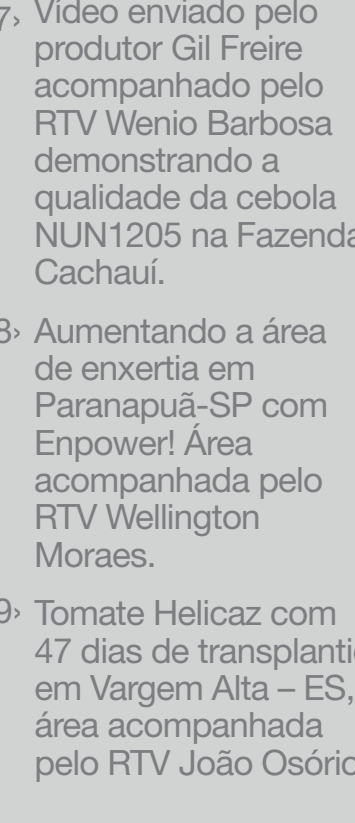 7› Vídeo enviado pelo
produtor Gil Freire
acompanhado pelo
RTV Wenio Barbosa
demonstrando a
qualidade da cebola
NUN1205 na Fazenda
Cachauí.
8› Aumentando a área
de enxertia em
Paranapuã-SP com
Enpower! Área
acompanhada pelo
RTV Wellington
Moraes.
9› Tomate Helicaz com
47 dias de transplanti
em Vargem Alta – ES,
área acompanhada
pelo RTV João Osório